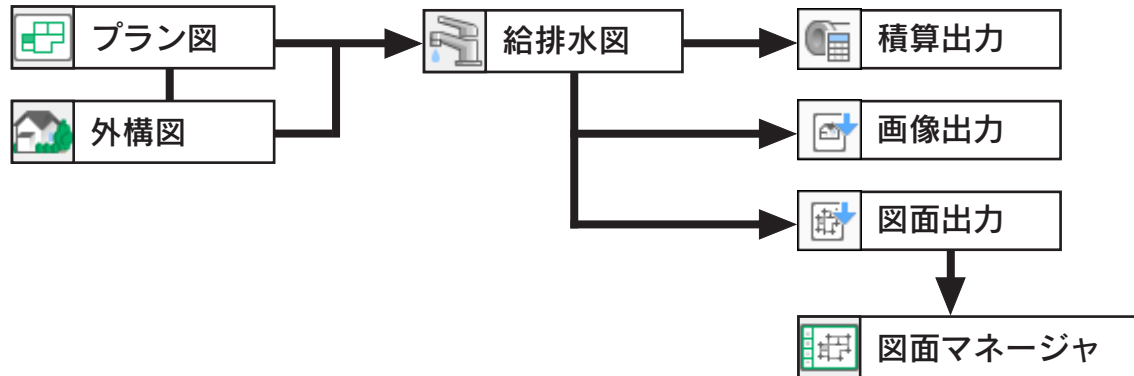 プラン図
給排水図
積算出力
外構図
画像出力
図面出力
図面マネージャ